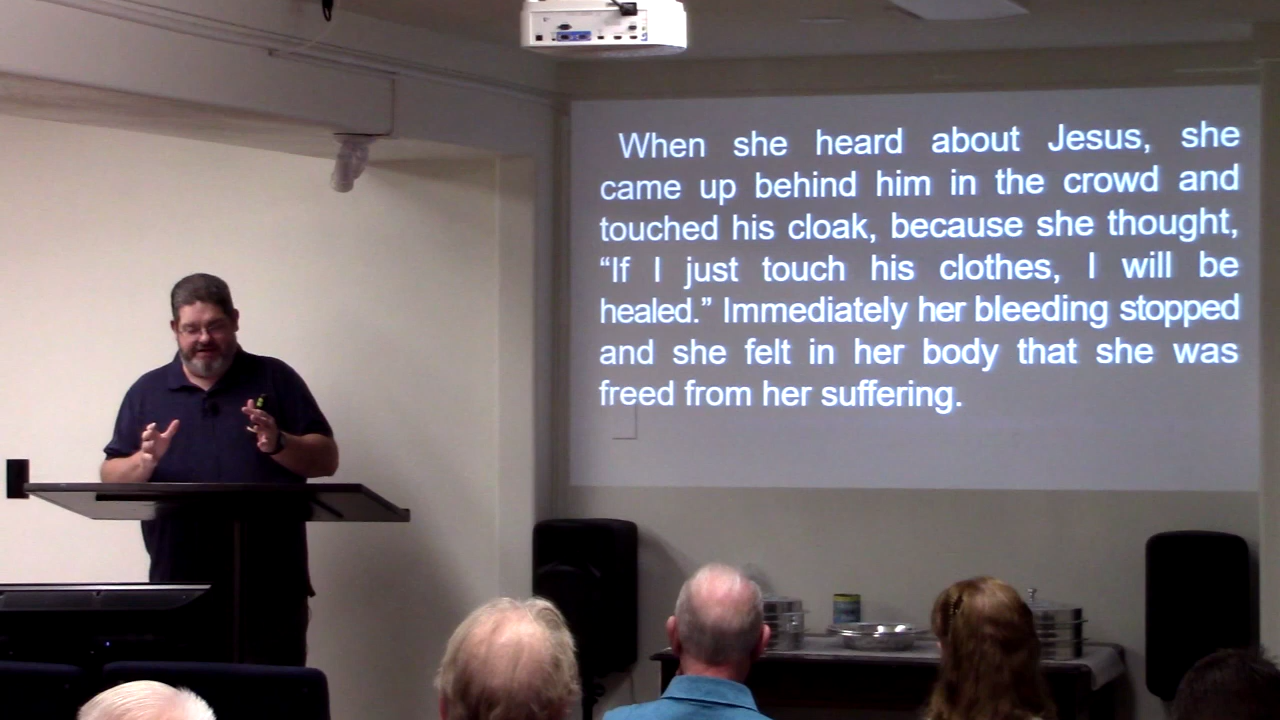 When she heard about Jesus, she
came up behind him in the crowd and
touched his cloak, because she thought,
“If I just touch his clothes, I will be
healed.” Immediately her bleeding stopped
and she felt in her body that she was
freed from her suffering.